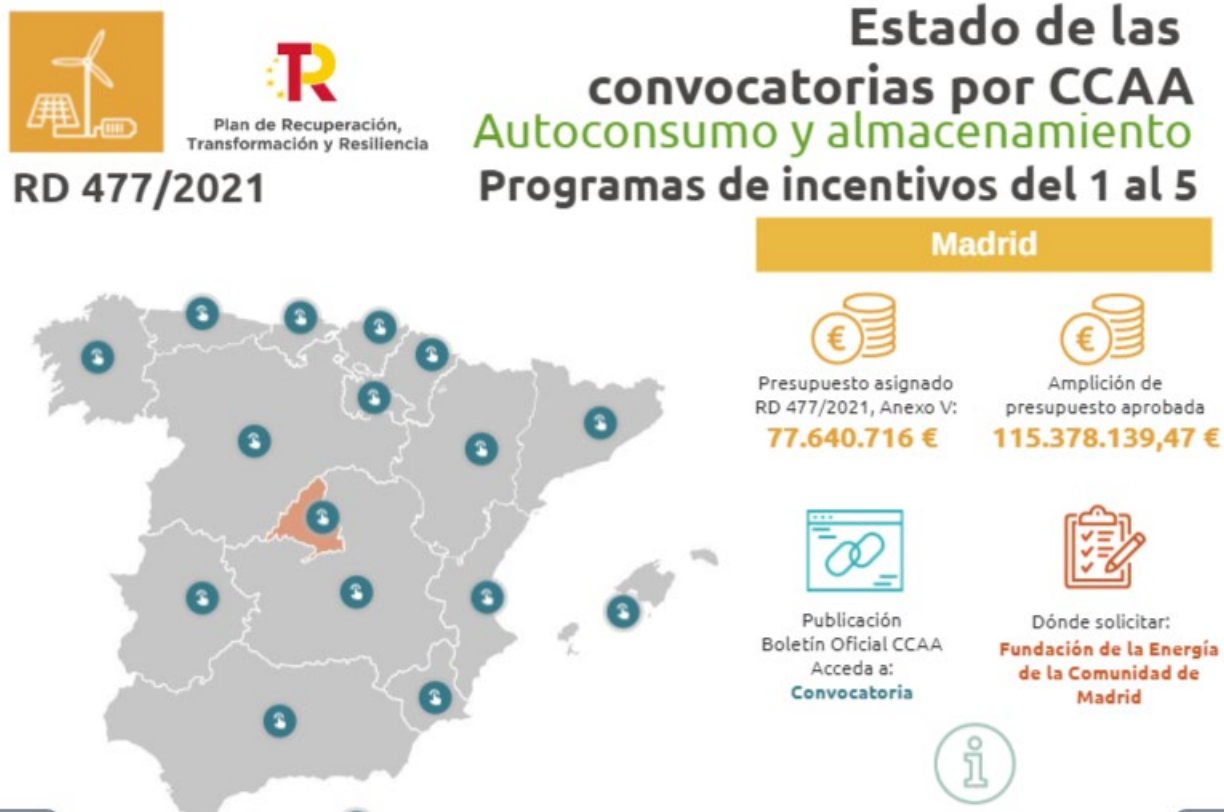 Estado de las
convocatorias por CCAA
Autoconsumo y almacenamiento
Programas de incentivos del 1 al 5
Plan de Recuperación,
Transformación y Resiliencia
RD 477/2021
Madrid
Presupuesto asignado
RD 477/2021, Anexo V:
77.640.716 €
Amplición de
presupuesto aprobada
115.378.139,47 €
Publicación
Boletín Oficial CCAA
Acceda a:
Convocatoria
Dónde solicitar:
Fundación de la Energía
de la Comunidad de
Madrid